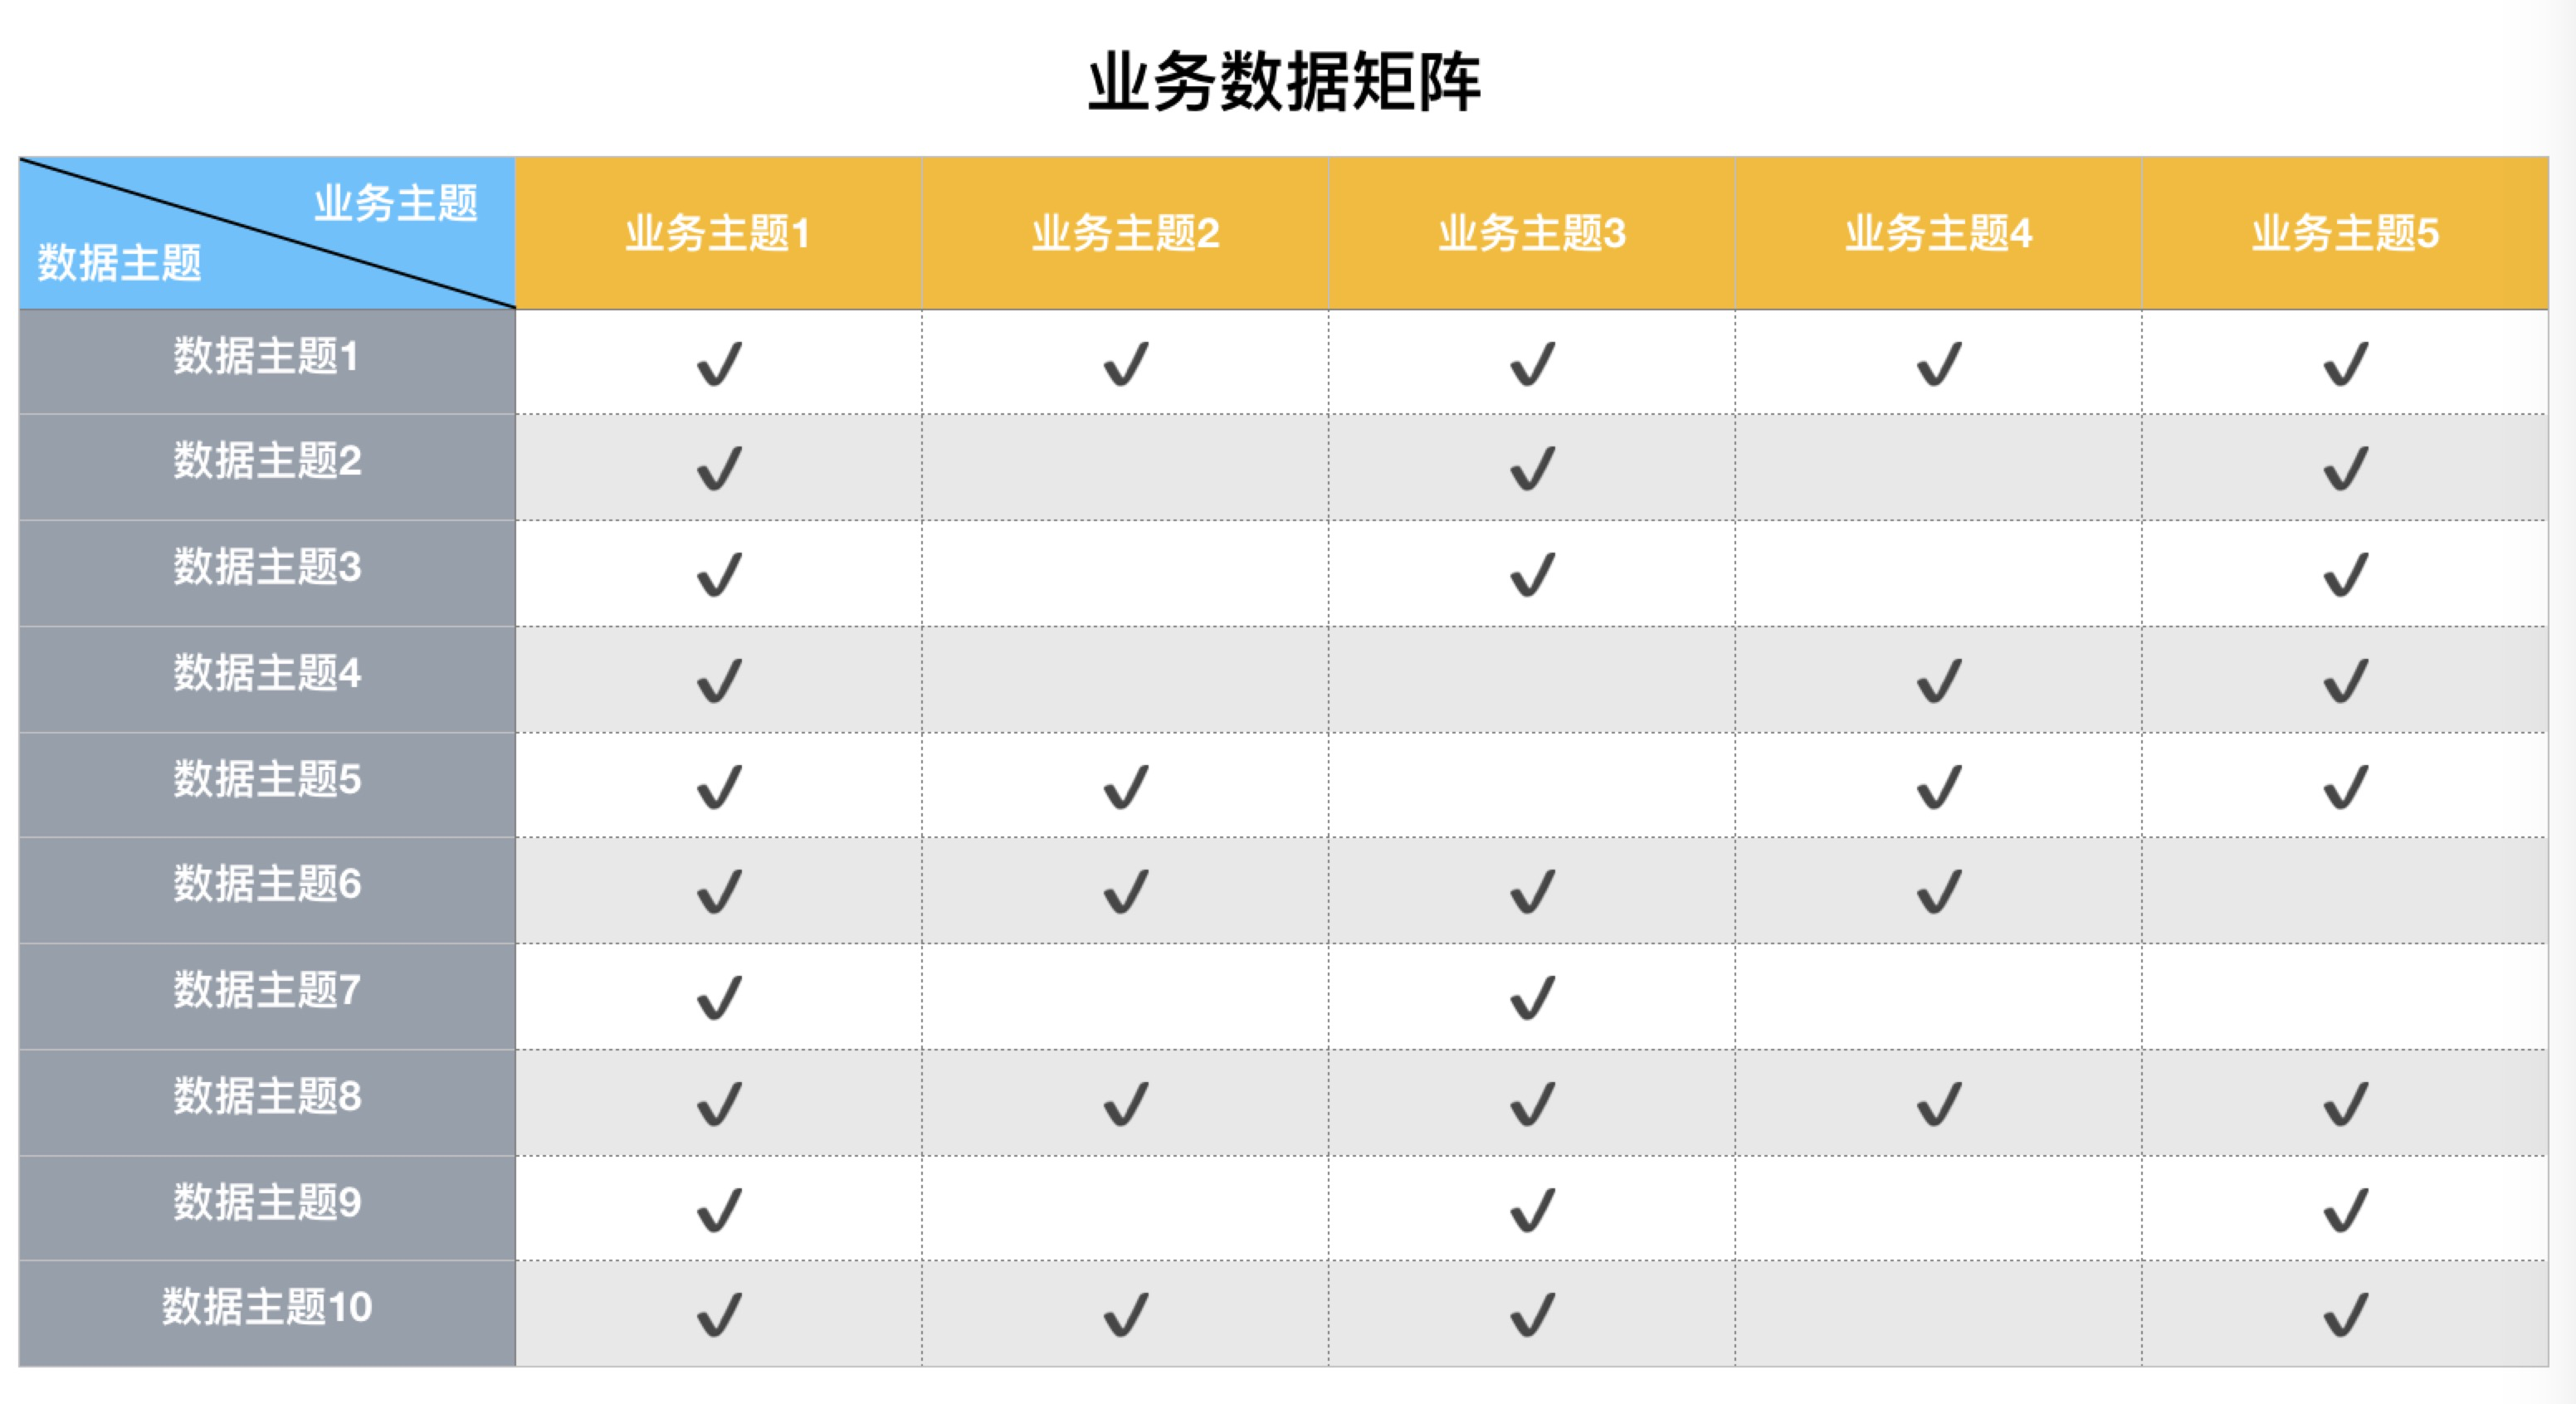 业务数据矩阵
业务主题
数据主题
业务主题1 业务主题2 业务主题3 业务主题4 业务主题5
数据主题1 ✓ ✓ ✓ ✓ ✓
数据主题2 ✓ ✓ ✓
数据主题3 ✓ ✓ ✓
数据主题4 ✓ ✓ ✓
数据主题5 ✓ ✓ ✓ ✓
数据主题6 ✓ ✓ ✓ ✓
数据主题7 ✓ ✓
数据主题8 ✓ ✓ ✓ ✓ ✓
数据主题9 ✓ ✓ ✓
数据主题10 ✓ ✓ ✓ ✓